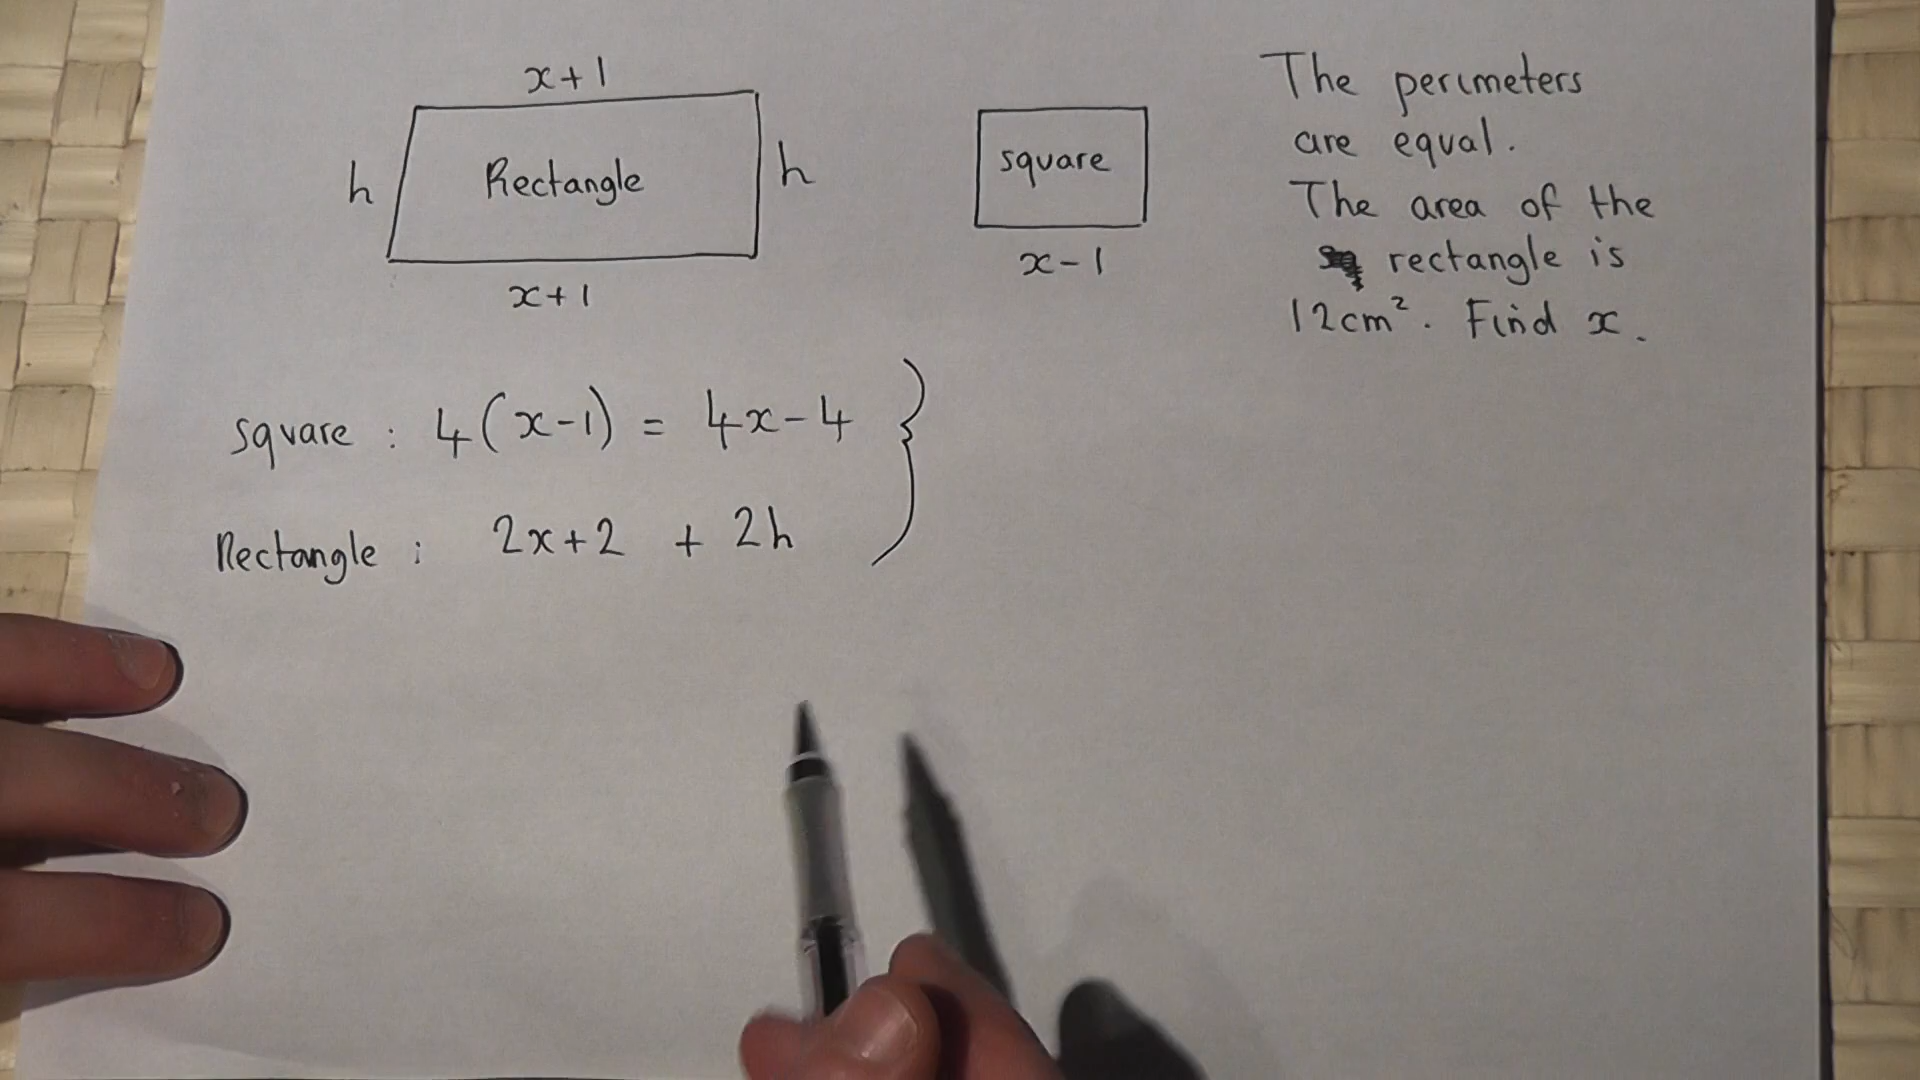 x+1
h
Rectangle
h
x+1
square
x-1
The perimeters
are equal.
The area of the
rectangle is
12cm². Find x.
square : 4(x-1) = 4x-4
Rectangle : 2x+2 + 2h